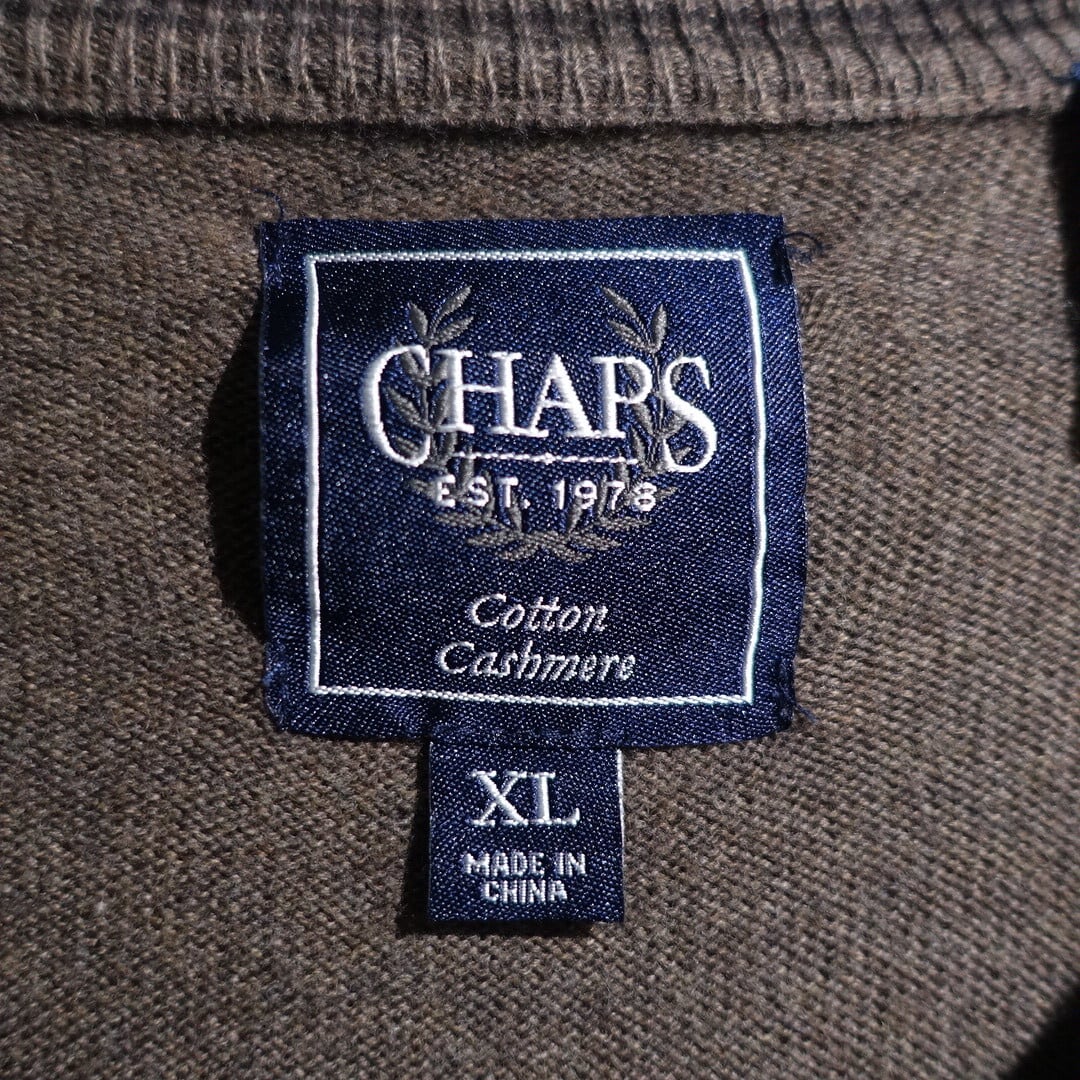 CHAPS
EST. 1978
Cotton
Cashmere
XL
MADE IN
CHINA